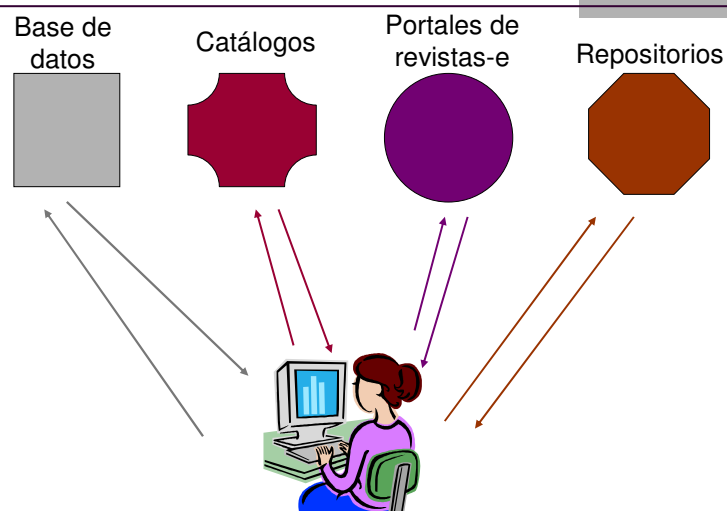 Base de
datos
Catálogos
Portales de
revistas-e
Repositorios